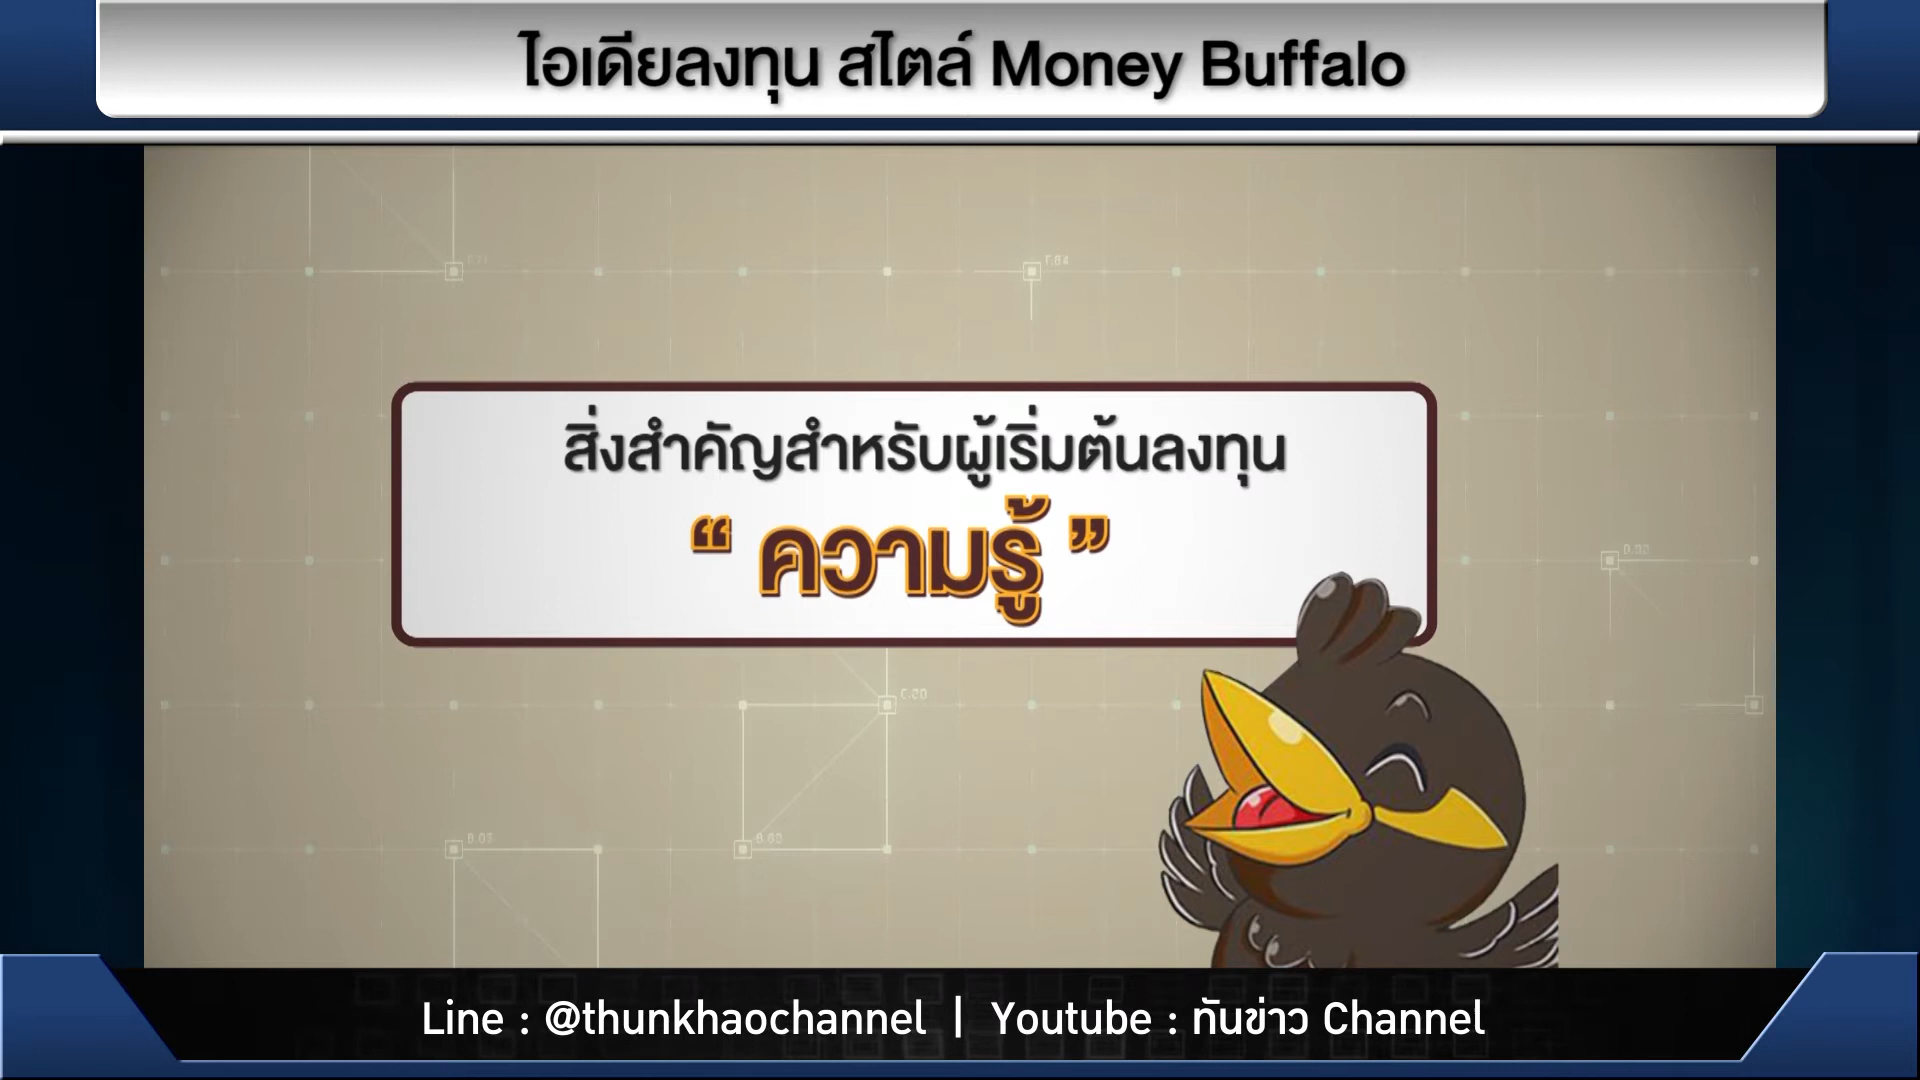 ไอเดียลงทุน สไตล์ Money Buffalo
สิ่งสำคัญสำหรับผู้เริ่มต้นลงทุน
“ ความรู้ ”
Line : @thunkhaochannel | Youtube : ทันข่าว Channel